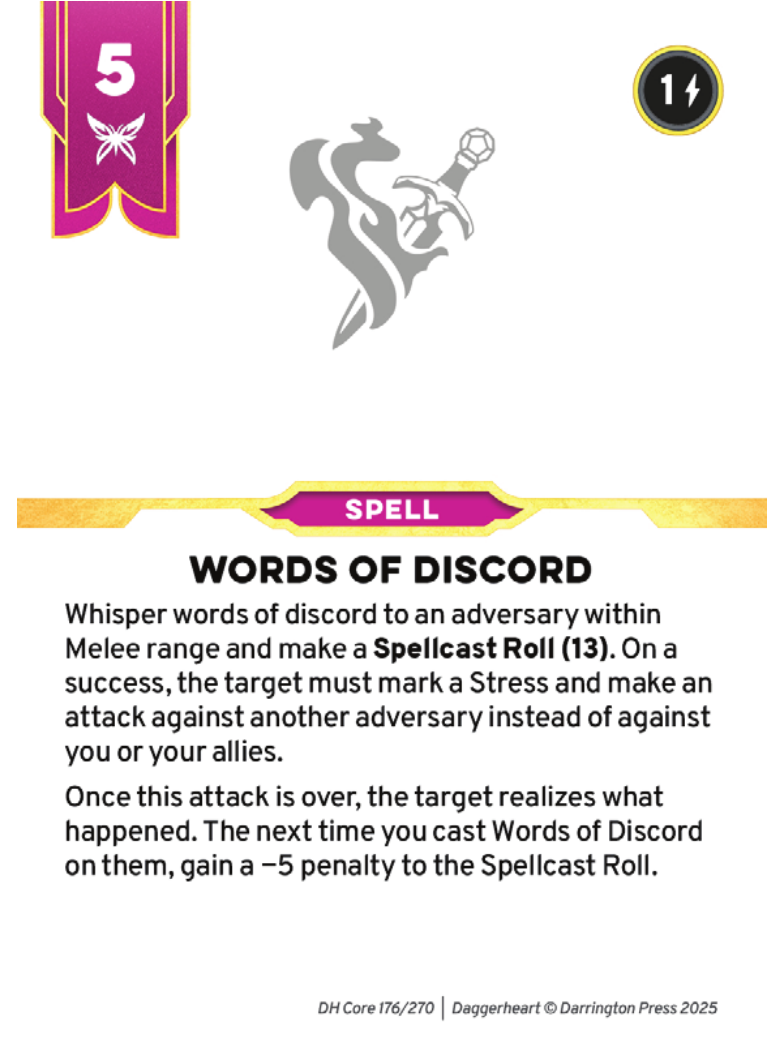 5
1
SPELL
WORDS OF DISCORD
Whisper words of discord to an adversary within
Melee range and make a Spellcast Roll (13). On a
success, the target must mark a Stress and make an
attack against another adversary instead of against
you or your allies.
Once this attack is over, the target realizes what
happened. The next time you cast Words of Discord
on them, gain a −5 penalty to the Spellcast Roll.
DH Core 176/270 | Daggerheart © Darrington Press 2025